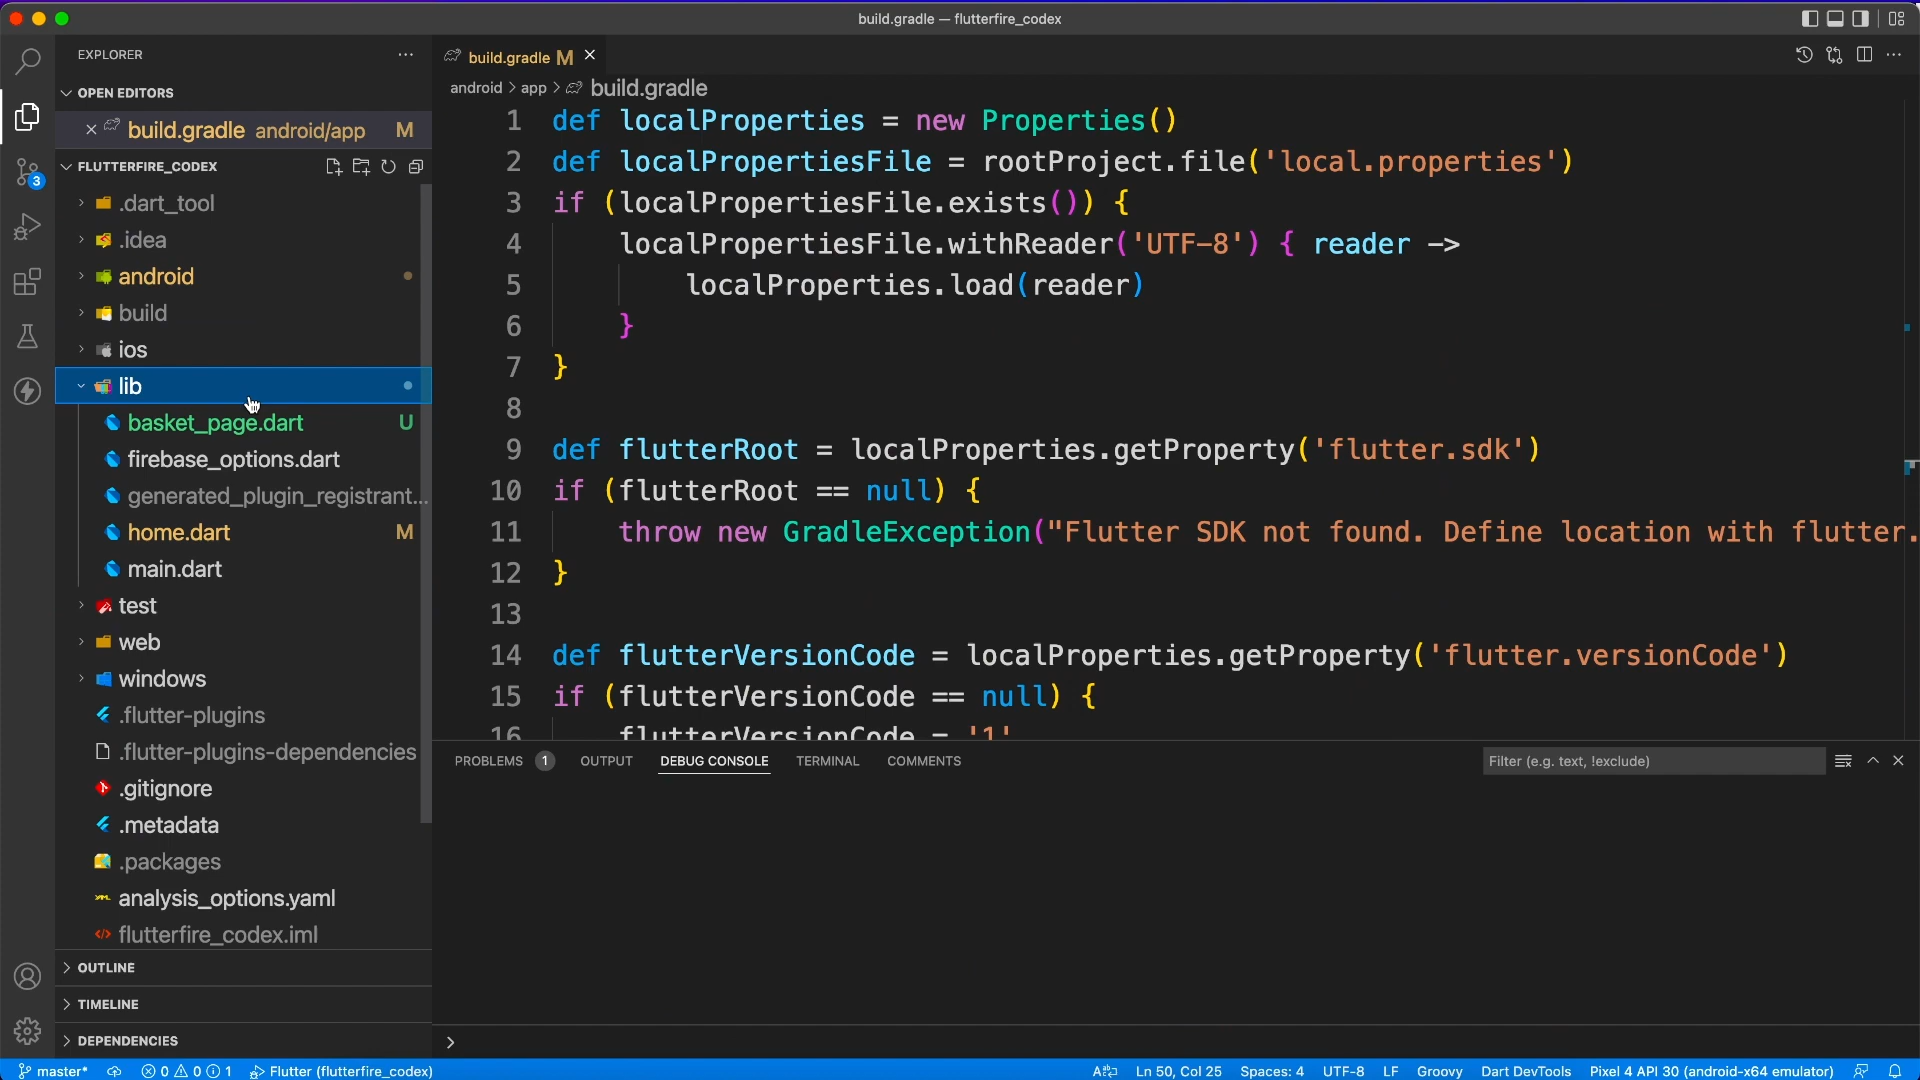 build.gradle — flutterfire_codex
EXPLORER
OPEN EDITORS
build.gradle android/app M
FLUTTERFIRE_CODEX
.dart_tool
.idea
android
build
ios
lib
basket_page.dart U
firebase_options.dart
generated_plugin_registrant...
home.dart M
main.dart
test
web
windows
.flutter-plugins
.flutter-plugins-dependencies
.gitignore
.metadata
.packages
analysis_options.yaml
flutterfire_codex.iml
OUTLINE
TIMELINE
DEPENDENCIES
3
build.gradle M
android > app > build.gradle
1 def localProperties = new Properties()
2 def localPropertiesFile = rootProject.file('local.properties')
3 if (localPropertiesFile.exists()) {
4 localPropertiesFile.withReader('UTF-8') { reader ->
5 localProperties.load(reader)
6 }
7 }
8
9 def flutterRoot = localProperties.getProperty('flutter.sdk')
10 if (flutterRoot == null) {
11 throw new GradleException("Flutter SDK not found. Define location with flutter.
12 }
13
14 def flutterVersionCode = localProperties.getProperty('flutter.versionCode')
15 if (flutterVersionCode == null) {
16 flutterVersionCode = '1'
PROBLEMS 1 OUTPUT DEBUG CONSOLE TERMINAL COMMENTS Filter (e.g. text, !exclude)
master* 0 0 1 Flutter (flutterfire_codex) Ln 50, Col 25 Spaces: 4 UTF-8 LF Groovy Dart DevTools Pixel 4 API 30 (android-x64 emulator)